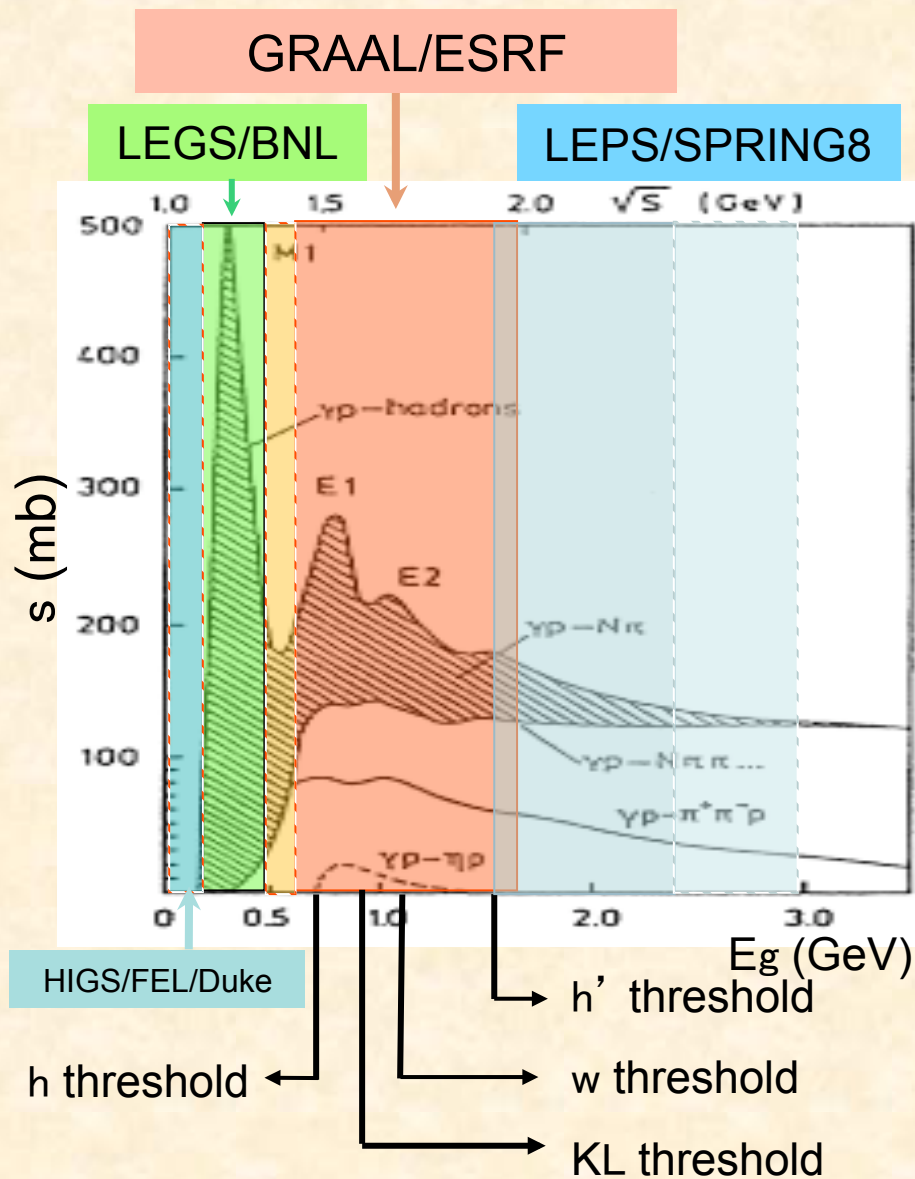 GRAAL/ESRF
LEGS/BNL
LEPS/SPRING8
1,0 1,5 2.0 √S [GeV]
500
M1
400
γp-hadrons
300
E1
E2
200
γp-Nπ
100
γp-Nππ...
γp-π⁺π⁻p
γp-ηp
s (mb)
0 0.5 1.0 2.0 3.0
Eg (GeV)
HIGS/FEL/Duke
h’ threshold
h threshold
w threshold
KL threshold